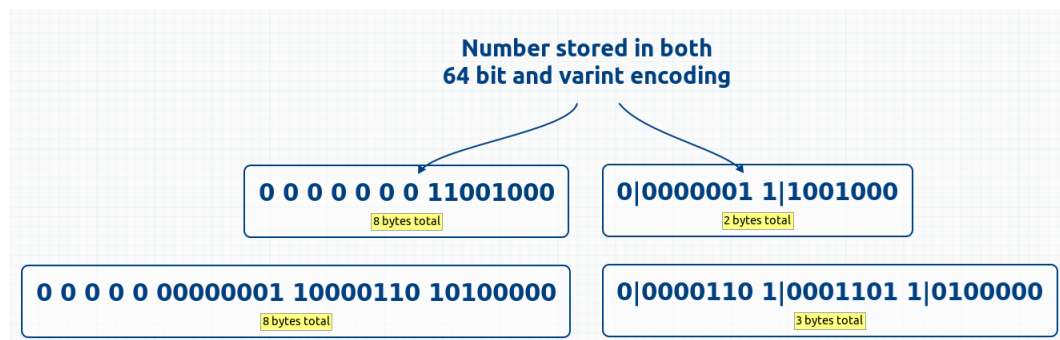 Number stored in both
64 bit and varint encoding
0 0 0 0 0 0 0 11001000
8 bytes total
0|0000001 1|1001000
2 bytes total
0 0 0 0 0 00000001 10000110 10100000
8 bytes total
0|0000110 1|0001101 1|0100000
3 bytes total